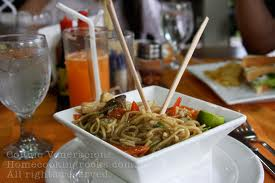 Connie Veneracion
Homecookingrocks.com
All rights reserved.